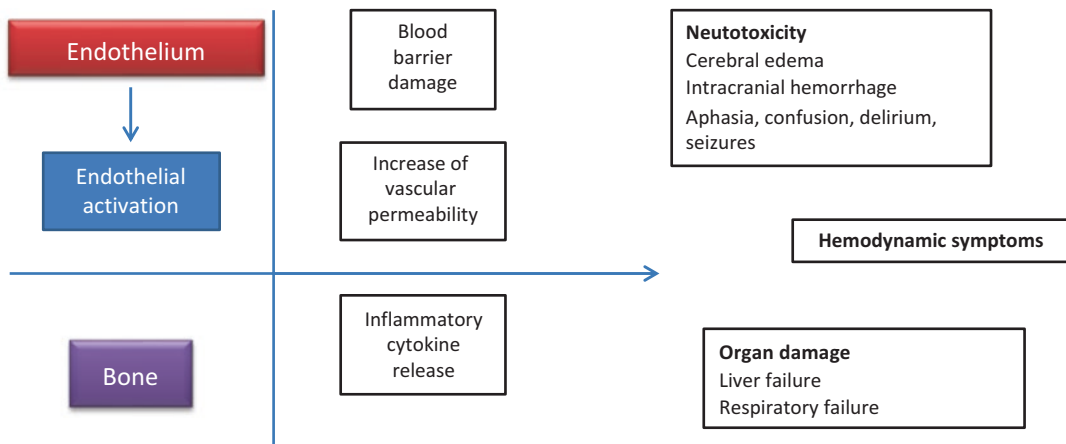 Endothelium
Endothelial
activation
Bone
Blood
barrier
damage
Increase of
vascular
permeability
Inflammatory
cytokine
release
Neutotoxicity
Cerebral edema
Intracranial hemorrhage
Aphasia, confusion, delirium,
seizures
Hemodynamic symptoms
Organ damage
Liver failure
Respiratory failure